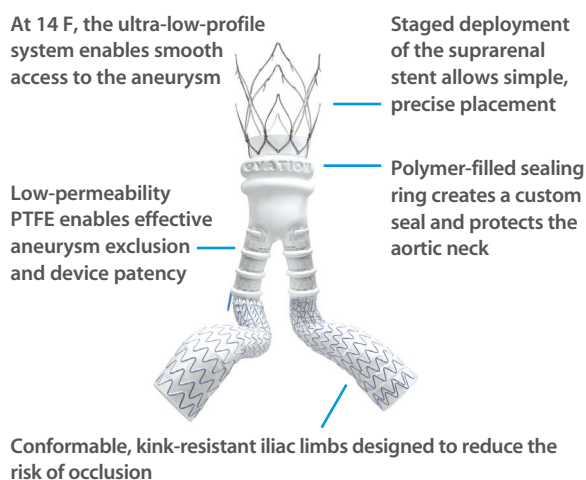 At 14 F, the ultra-low-profile
system enables smooth
access to the aneurysm
Staged deployment
of the suprarenal
stent allows simple,
precise placement
OVATION
Polymer-filled sealing
ring creates a custom
seal and protects the
aortic neck
Low-permeability
PTFE enables effective
aneurysm exclusion
and device patency
Conformable, kink-resistant iliac limbs designed to reduce the
risk of occlusion